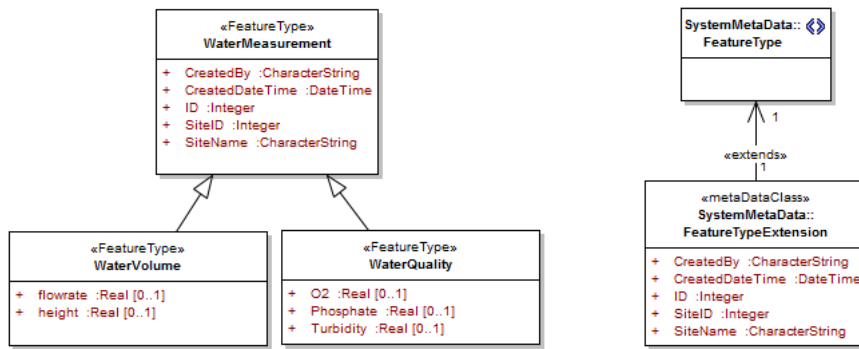 «FeatureType»
WaterMeasurement
+ CreatedBy :CharacterString
+ CreatedDateTime :DateTime
+ ID :Integer
+ SiteID :Integer
+ SiteName :CharacterString
«FeatureType»
WaterVolume
+ flowrate :Real [0..1]
+ height :Real [0..1]
«FeatureType»
WaterQuality
+ O2 :Real [0..1]
+ Phosphate :Real [0..1]
+ Turbidity :Real [0..1]
SystemMetaData::
FeatureType
1
«extends»
1
«metaDataClass»
SystemMetaData::
FeatureTypeExtension
+ CreatedBy :CharacterString
+ CreatedDateTime :DateTime
+ ID :Integer
+ SiteID :Integer
+ SiteName :CharacterString